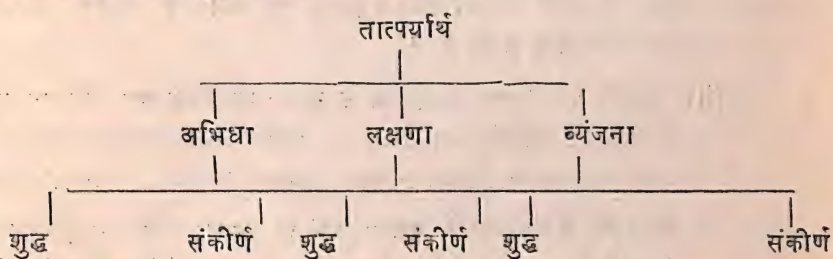 तात्पर्यार्थ
अभिधा लक्षणा व्यंजना
शुद्ध संकीर्ण शुद्ध संकीर्ण शुद्ध संकीर्ण